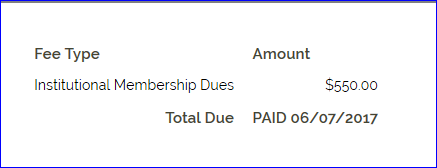 Fee Type Amount
Institutional Membership Dues $550.00
Total Due PAID 06/07/2017